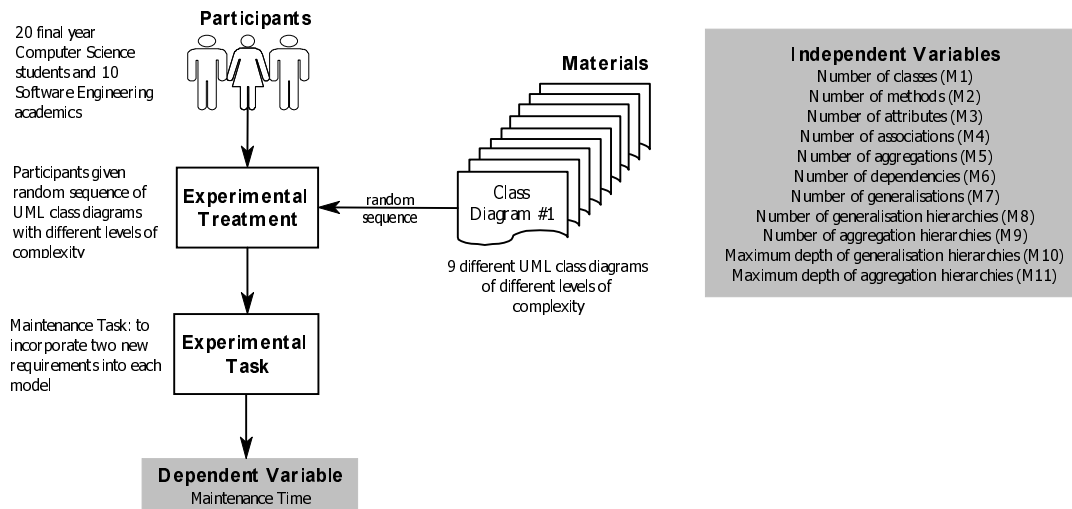 Participants
20 final year
Computer Science
students and 10
Software Engineering
academics
Materials
Class
Diagram #1
9 different UML class diagrams
of different levels of
complexity
random
sequence
Participants given
random sequence of
UML class diagrams
with different levels of
complexity
Experimental
Treatment
Maintenance Task: to
incorporate two new
requirements into each
model
Experimental
Task
Dependent Variable
Maintenance Time
Independent Variables
Number of classes (M1)
Number of methods (M2)
Number of attributes (M3)
Number of associations (M4)
Number of aggregations (M5)
Number of dependencies (M6)
Number of generalisations (M7)
Number of generalisation hierarchies (M8)
Number of aggregation hierarchies (M9)
Maximum depth of generalisation hierarchies (M10)
Maximum depth of aggregation hierarchies (M11)